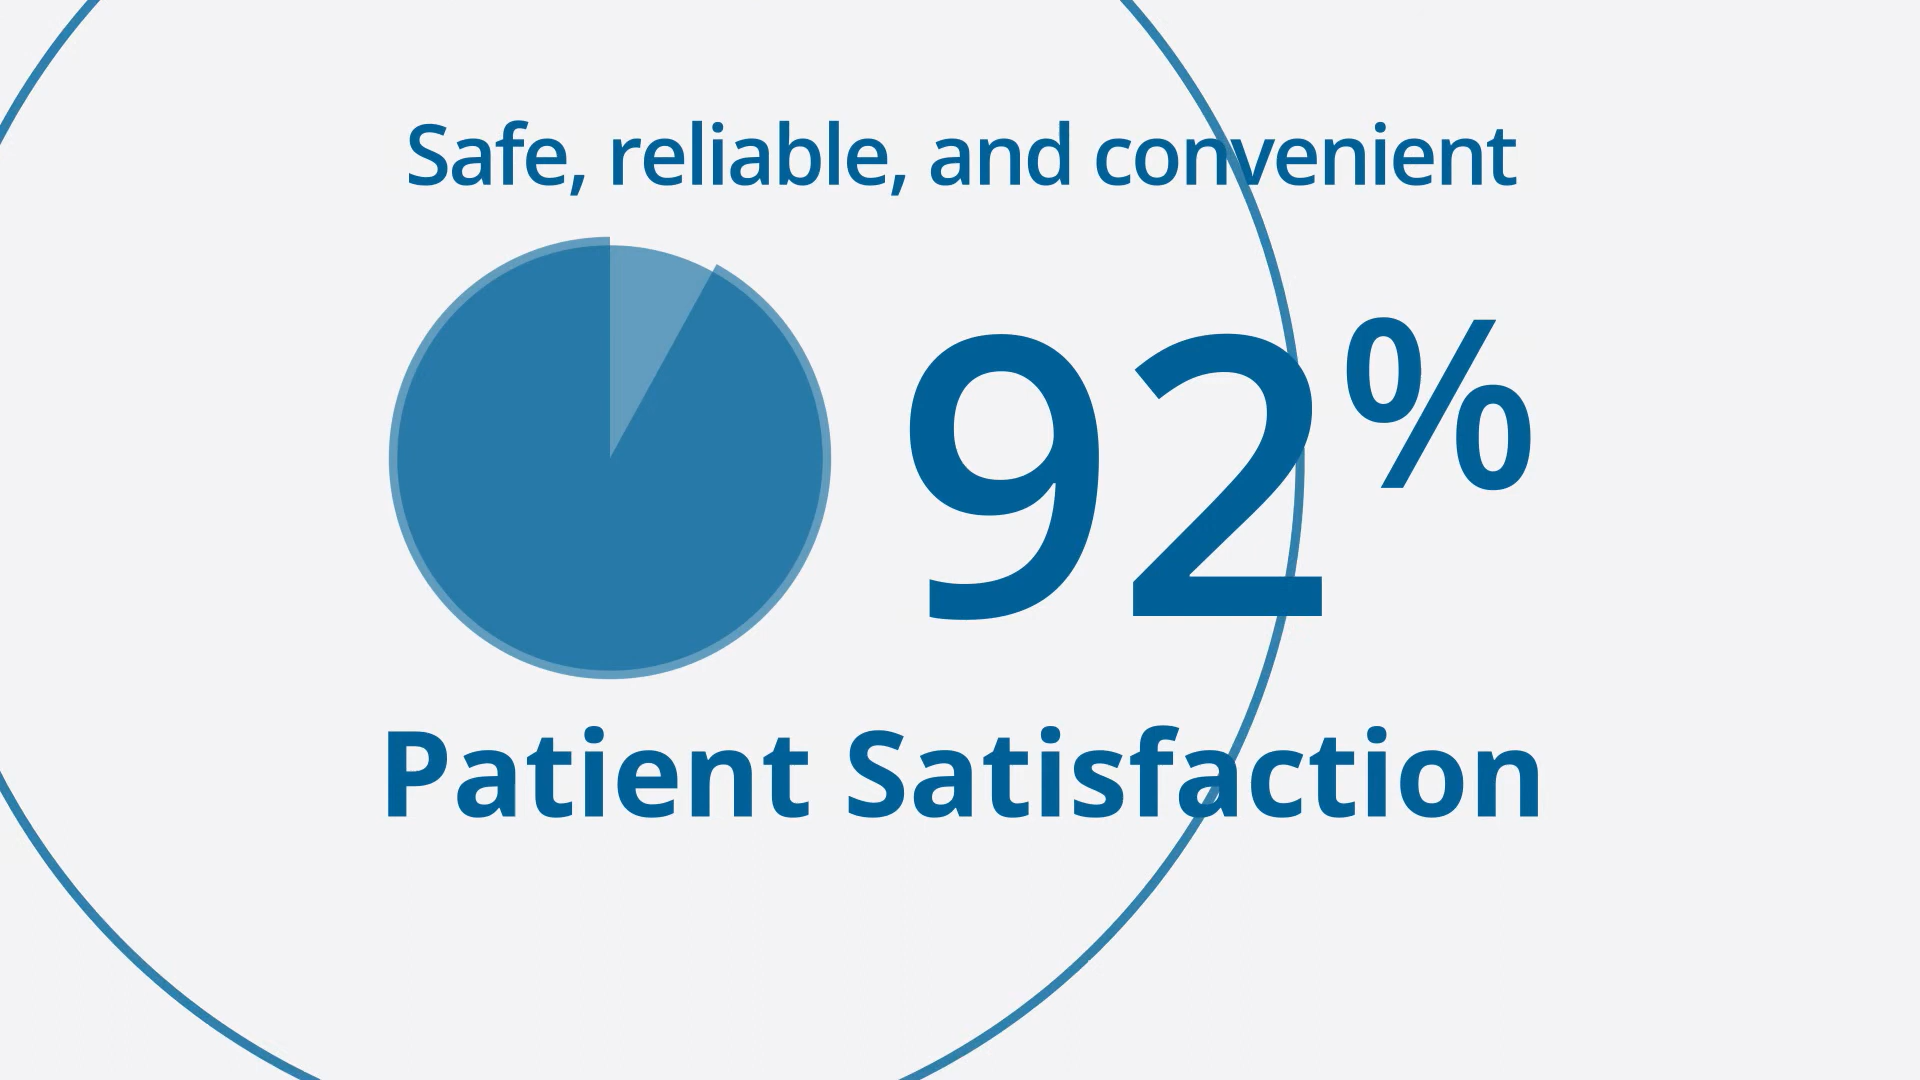 Safe, reliable, and convenient
92%
Patient Satisfaction